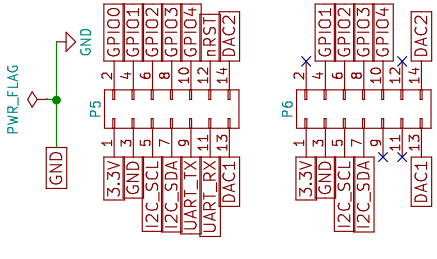 PWR_FLAG
GND
GND
P5
GPIO0
GPIO1
GPIO2
GPIO3
GPIO4
nRST
DAC2
2
4
6
8
10
12
14
1
3
5
7
9
11
13
3.3V
GND
I2C_SCL
I2C_SDA
UART_TX
UART_RX
DAC1
P6
GPIO1
GPIO2
GPIO3
GPIO4
DAC2
2
4
6
8
10
12
14
1
3
5
7
9
11
13
3.3V
GND
I2C_SCL
I2C_SDA
DAC1